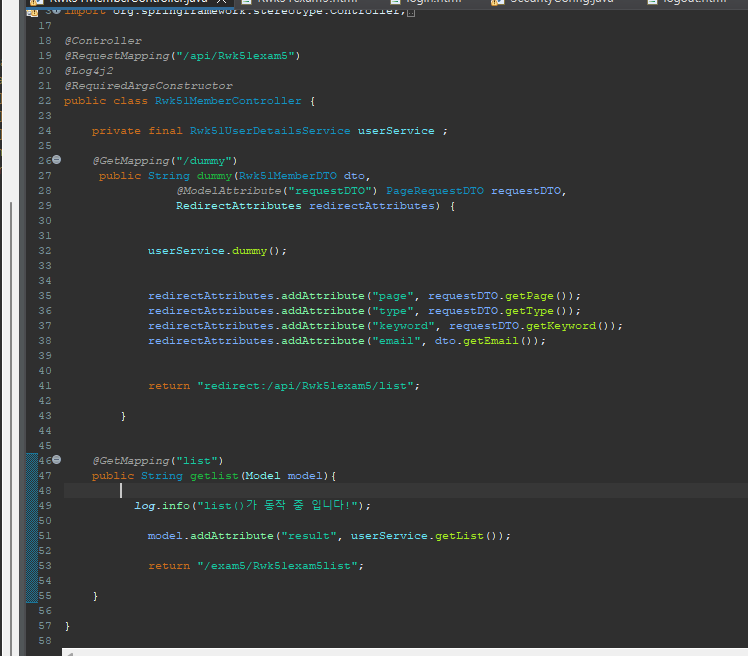 Rwk51MemberController.java Rwk51exam5.html login.html SecurityConfig.java logout.html
import org.springframework.stereotype.Controller;
17
18 @Controller
19 @RequestMapping("/api/Rwk51exam5")
20 @Log4j2
21 @RequiredArgsConstructor
22 public class Rwk51MemberController {
23
24 private final Rwk51UserDetailsService userService ;
25
26 @GetMapping("/dummy")
27 public String dummy(Rwk51MemberDTO dto,
28 @ModelAttribute("requestDTO") PageRequestDTO requestDTO,
29 RedirectAttributes redirectAttributes) {
30
31
32 userService.dummy();
33
34
35 redirectAttributes.addAttribute("page", requestDTO.getPage());
36 redirectAttributes.addAttribute("type", requestDTO.getType());
37 redirectAttributes.addAttribute("keyword", requestDTO.getKeyword());
38 redirectAttributes.addAttribute("email", dto.getEmail());
39
40
41 return "redirect:/api/Rwk51exam5/list";
42
43 }
44
45
46 @GetMapping("list")
47 public String getlist(Model model){
48
49 log.info("list()가 동작 중 입니다!");
50
51 model.addAttribute("result", userService.getList());
52
53 return "/exam5/Rwk51exam5list";
54
55 }
56
57 }
58